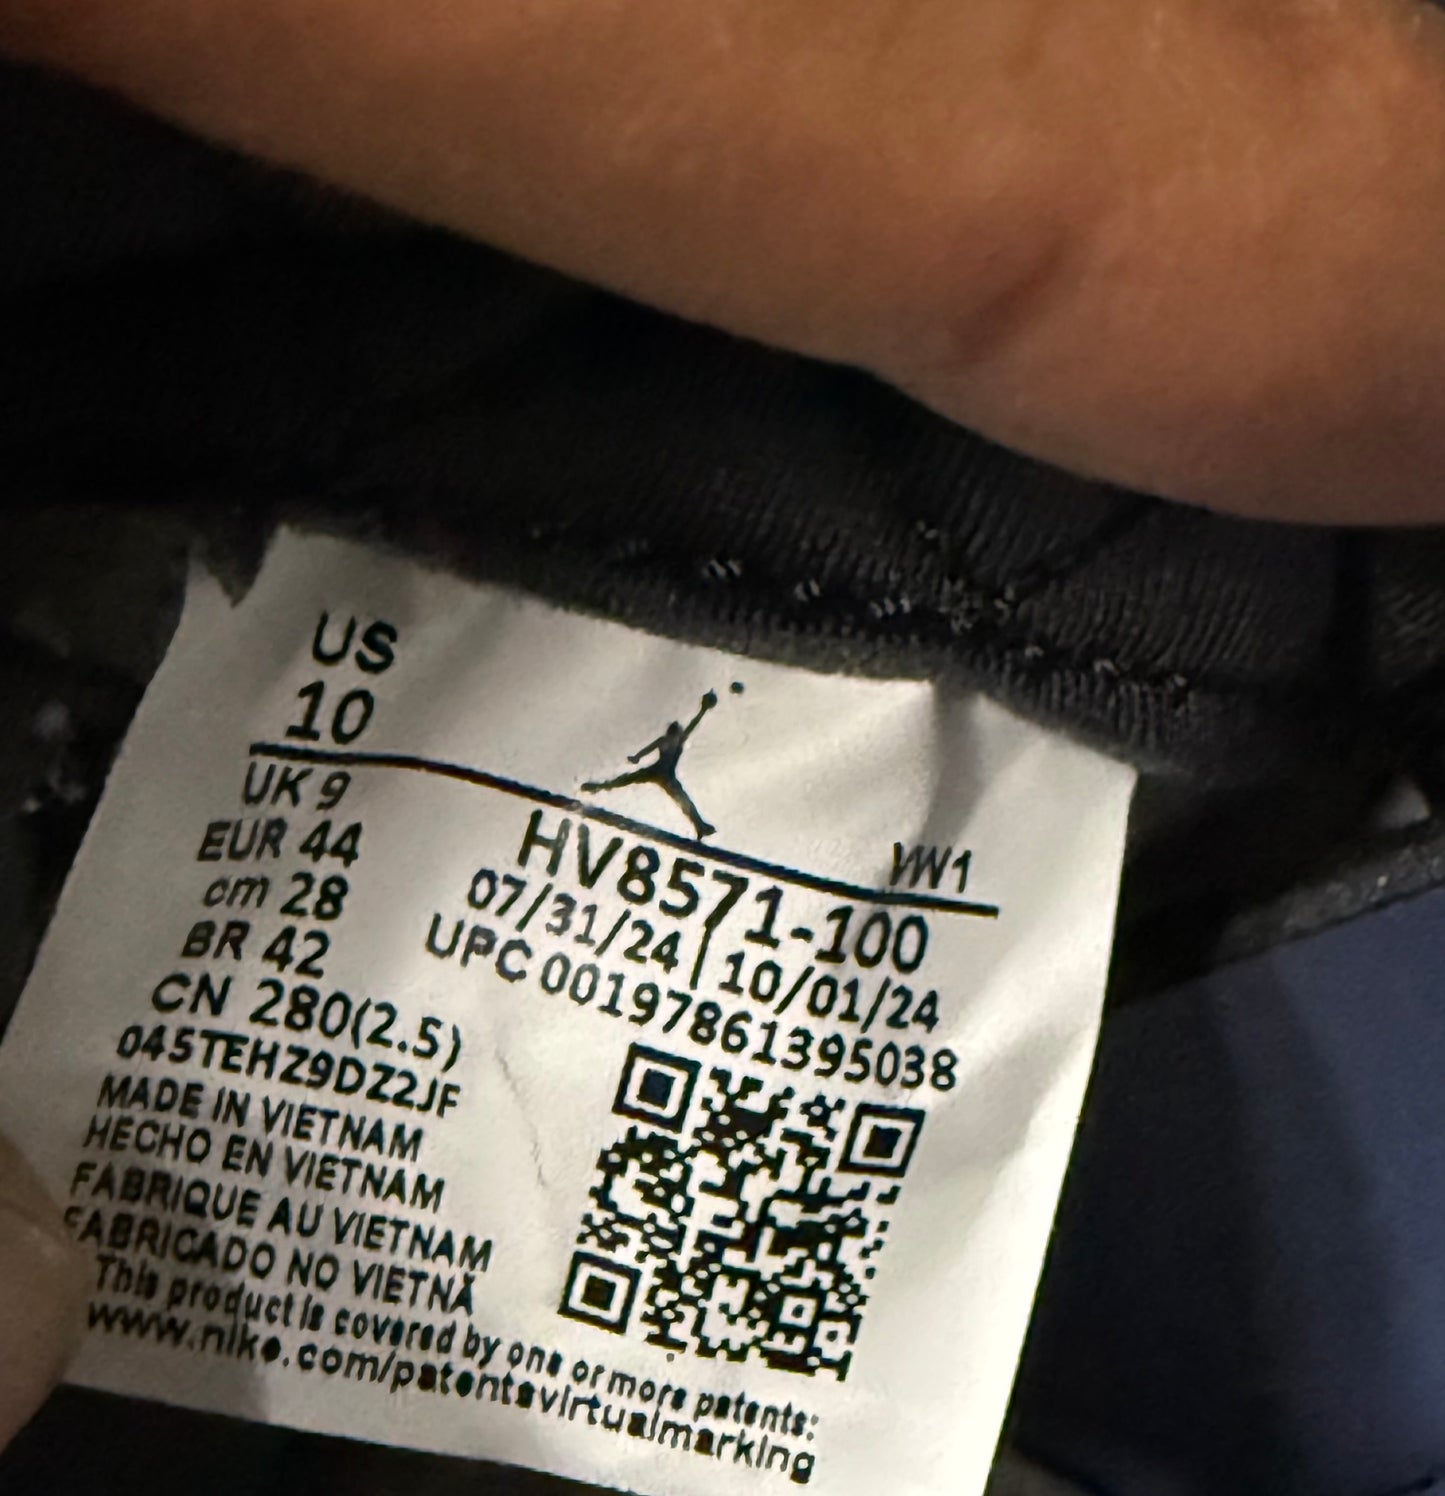 US
10
UK 9
EUR 44
cm 28
BR 42
CN 280(2.5)
045TEHZ9DZ2JF
MADE IN VIETNAM
HECHO EN VIETNAM
FABRIQUE AU VIETNAM
FABRICADO NO VIETNÃ
VW1
HV8571-100
07/31/24 | 10/01/24
UPC 00197861395038
This product is covered by one or more patents:
www.nike.com/patentsvirtualmarking